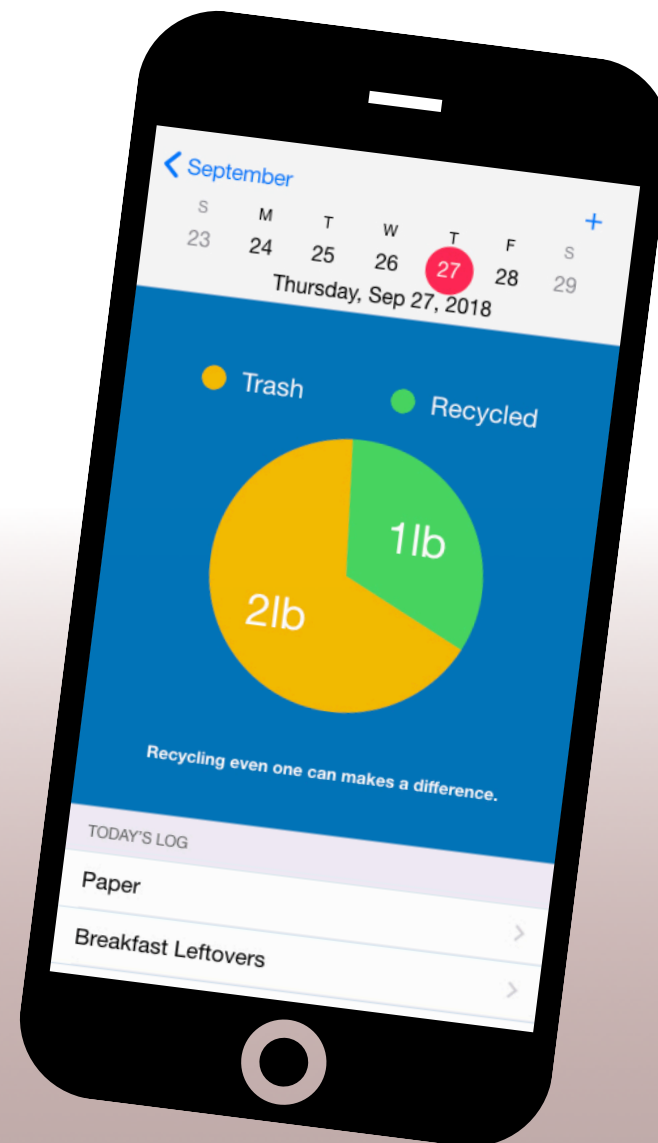 September
+
S M T W T F S
23 24 25 26 27 28 29
Thursday, Sep 27, 2018
Trash Recycled
1lb
2lb
Recycling even one can makes a difference.
TODAY'S LOG
Paper
Breakfast Leftovers